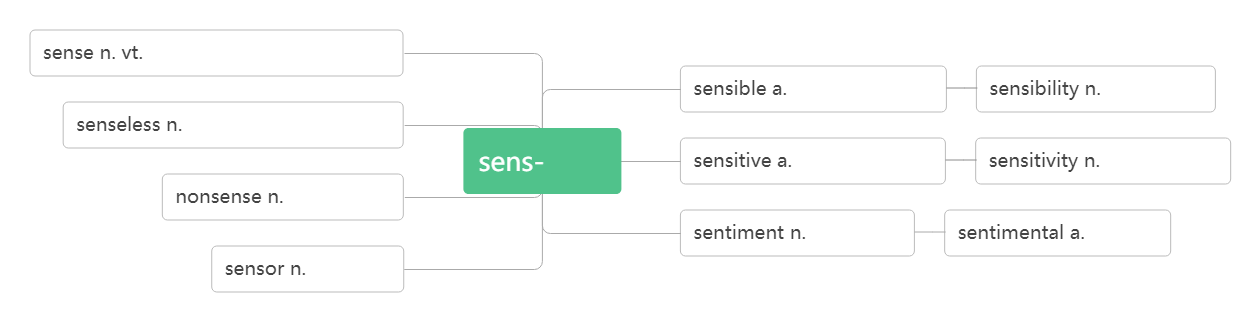 sense n. vt.
senseless n.
nonsense n.
sensor n.
sens-
sensible a.
sensibility n.
sensitive a.
sensitivity n.
sentiment n.
sentimental a.